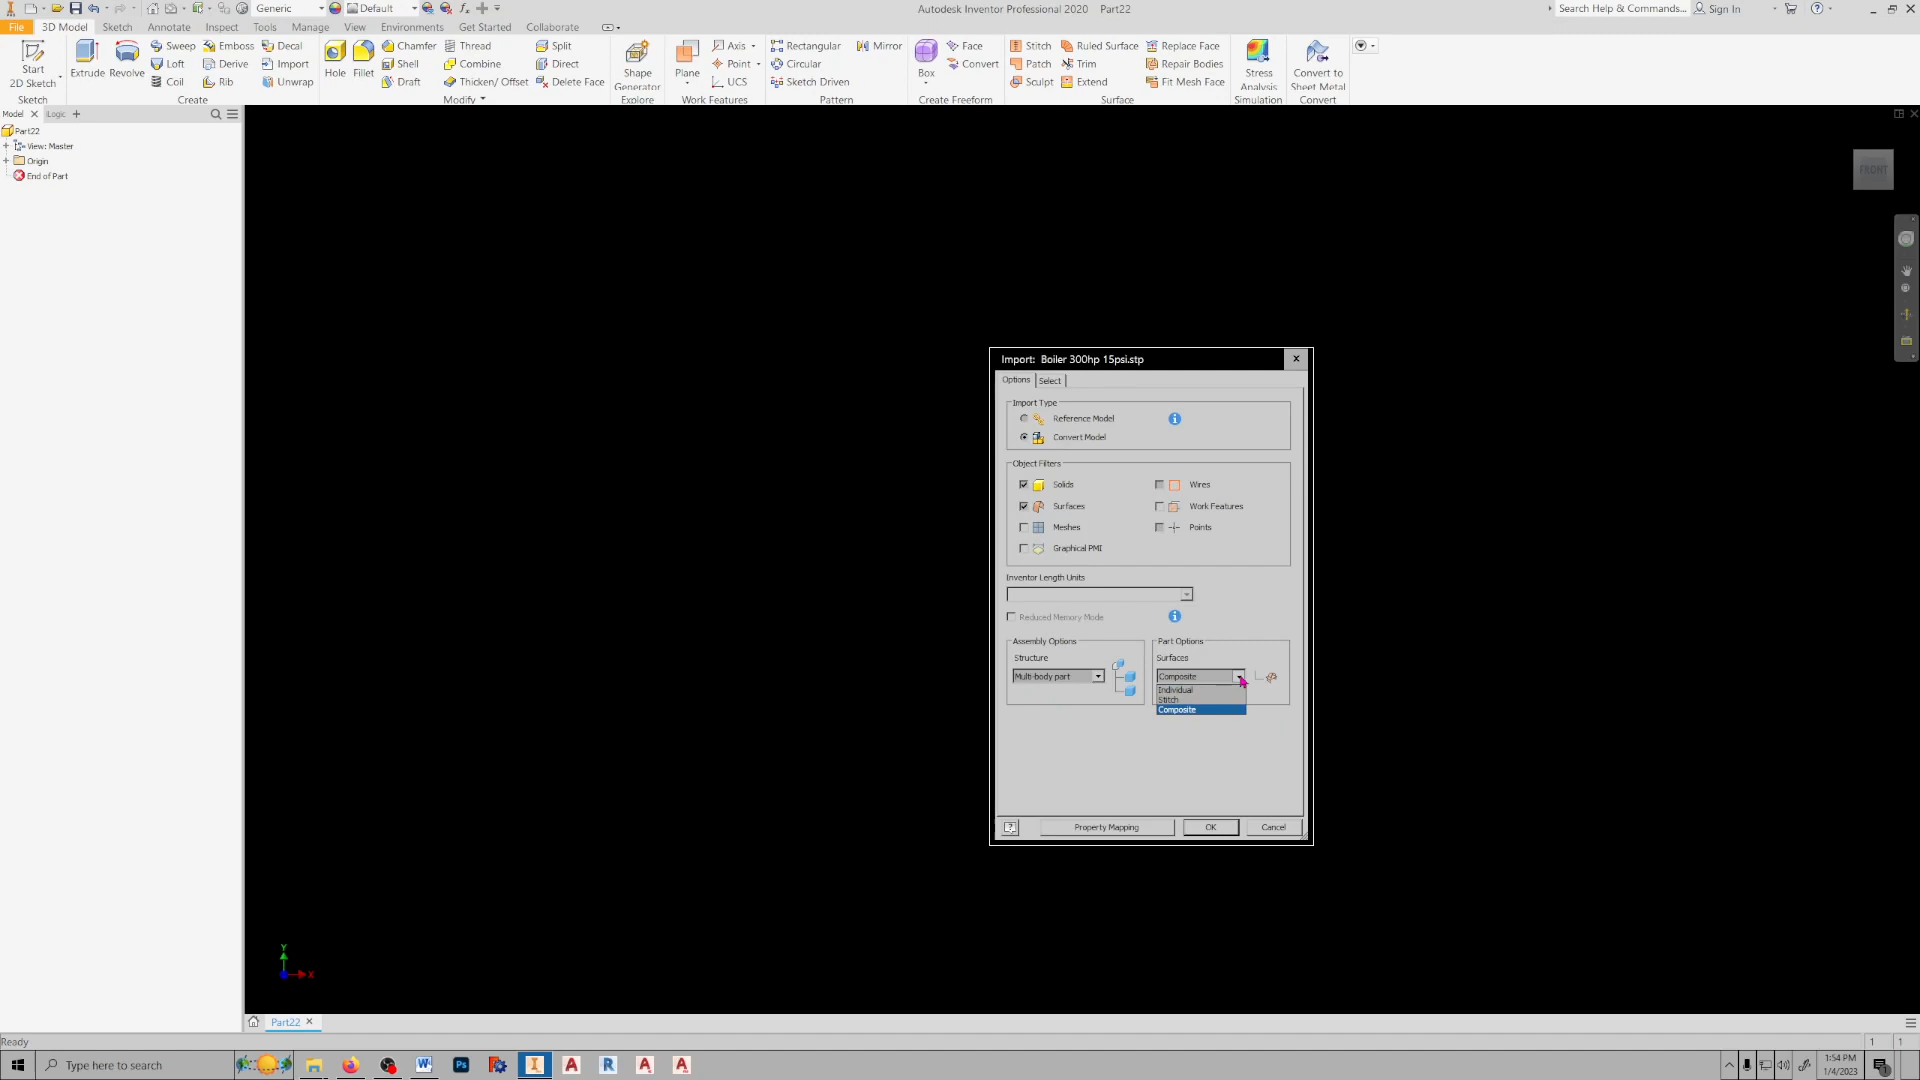 Generic
Default
Autodesk Inventor Professional 2020 Part22
Search Help & Commands...
Sign In
File
3D Model
Sketch
Annotate
Inspect
Tools
Manage
View
Environments
Get Started
Collaborate
Start
2D Sketch
Sketch
Extrude
Revolve
Sweep
Emboss
Decal
Loft
Derive
Import
Coil
Rib
Unwrap
Create
Hole
Fillet
Chamfer
Thread
Split
Shell
Combine
Direct
Draft
Thicken/ Offset
Delete Face
Modify
Shape
Generator
Explore
Plane
Axis
Point
UCS
Work Features
Rectangular
Mirror
Circular
Sketch Driven
Pattern
Box
Face
Convert
Create Freeform
Stitch
Ruled Surface
Replace Face
Patch
Trim
Repair Bodies
Sculpt
Extend
Fit Mesh Face
Surface
Stress
Analysis
Simulation
Convert to
Sheet Metal
Convert
Model
iLogic
Part22
View: Master
Origin
End of Part
FRONT
Import: Boiler 300hp 15psi.stp
Options
Select
Import Type
Reference Model
Convert Model
Object Filters
Solids
Wires
Surfaces
Work Features
Meshes
Points
Graphical PMI
Inventor Length Units
Reduced Memory Mode
Assembly Options
Structure
Multi-body part
Part Options
Surfaces
Composite
Individual
Stitch
Composite
Property Mapping
OK
Cancel
Y
X
Part22
Ready
1 1
Type here to search
1:54 PM
1/4/2023